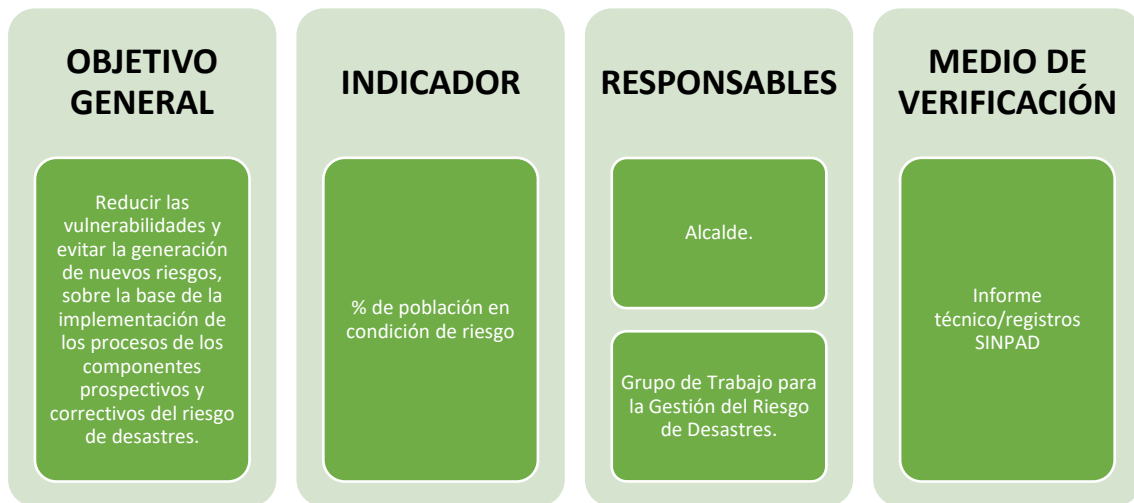 OBJETIVO
GENERAL
Reducir las
vulnerabilidades y
evitar la generación
de nuevos riesgos,
sobre la base de la
implementación de
los procesos de los
componentes
prospectivos y
correctivos del riesgo
de desastres.
INDICADOR
% de población en
condición de riesgo
RESPONSABLES
Alcalde.
Grupo de Trabajo para
la Gestión del Riesgo
de Desastres.
MEDIO DE
VERIFICACIÓN
Informe
técnico/registros
SINPAD